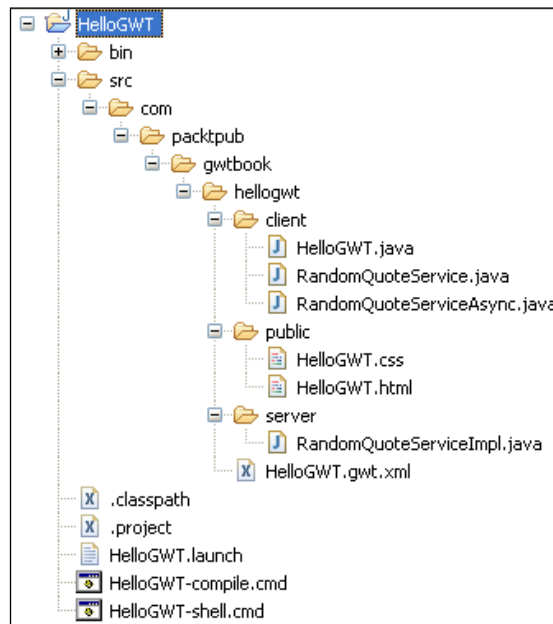 HelloGWT
bin
src
com
packtpub
gwtbook
hellogwt
client
HelloGWT.java
RandomQuoteService.java
RandomQuoteServiceAsync.java
public
HelloGWT.css
HelloGWT.html
server
RandomQuoteServiceImpl.java
HelloGWT.gwt.xml
.classpath
.project
HelloGWT.launch
HelloGWT-compile.cmd
HelloGWT-shell.cmd